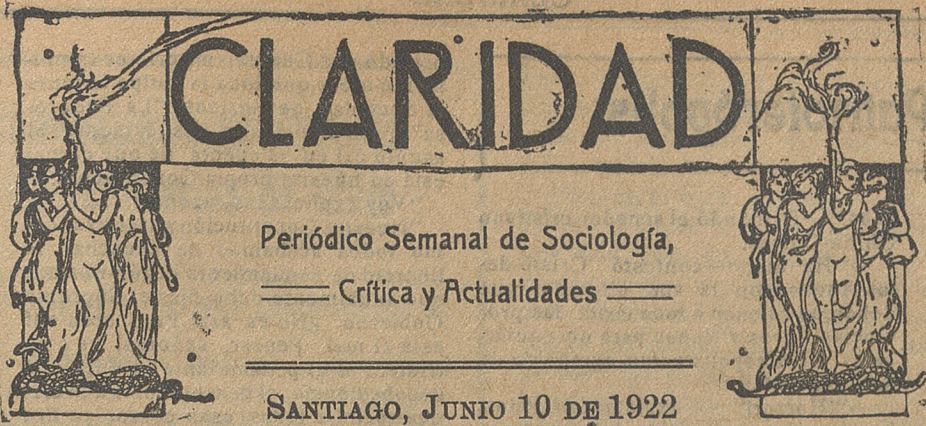 CLARIDAD
Periódico Semanal de Sociología,
Crítica y Actualidades
SANTIAGO, JUNIO 10 DE 1922